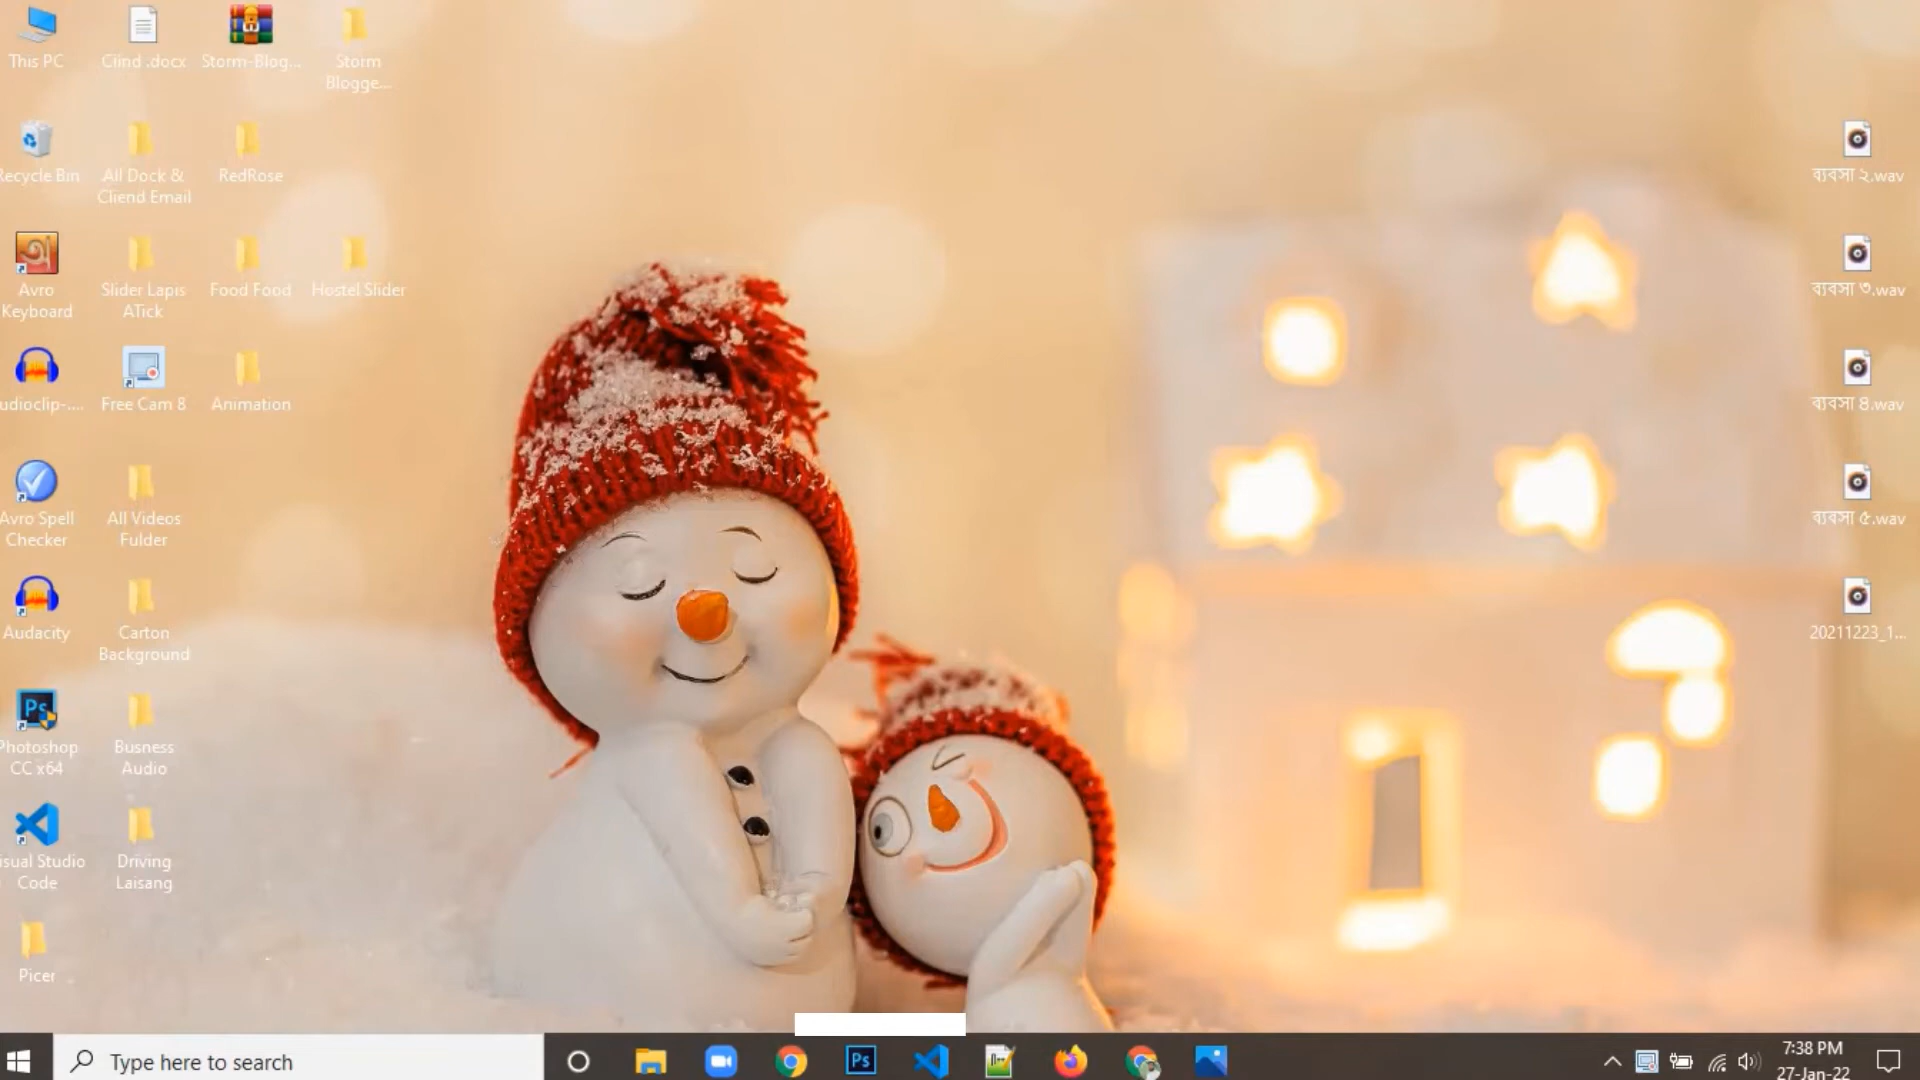 This PC
Ciind .docx
Storm-Blog...
Storm
Blogge...
Recycle Bin
All Dock &
Cliend Email
RedRose
Avro
Keyboard
Slider Lapis
ATick
Food Food
Hostel Slider
udioclip-....
Free Cam 8
Animation
Avro Spell
Checker
All Videos
Fulder
Audacity
Carton
Background
Photoshop
CC x64
Busness
Audio
isual Studio
Code
Driving
Laisang
Picer
ব্যবসা ২.wav
ব্যবসা ৩.wav
ব্যবসা ৪.wav
ব্যবসা ৫.wav
20211223_1...
Type here to search
Ps
7:38 PM
27-Jan-22